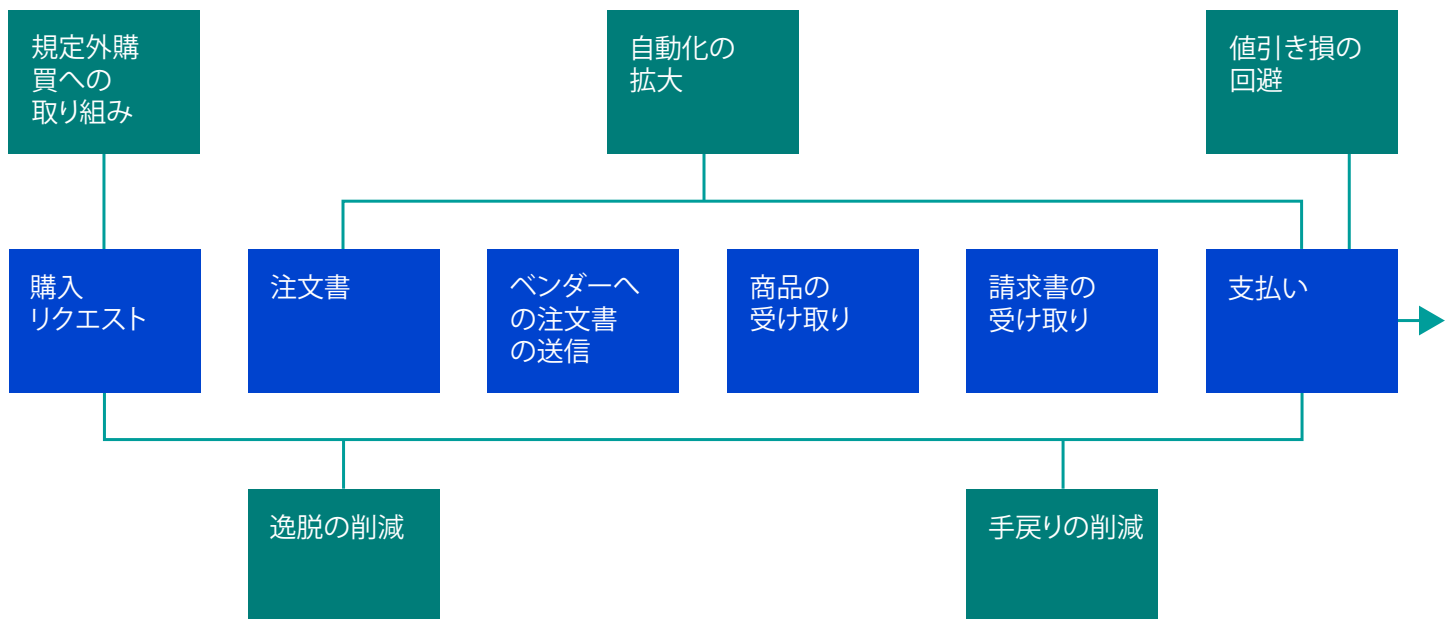 規定外購
買への
取り組み
自動化の
拡大
値引き損の
回避
購入
リクエスト
注文書
ベンダーへ
の注文書
の送信
商品の
受け取り
請求書の
受け取り
支払い
逸脱の削減
手戻りの削減